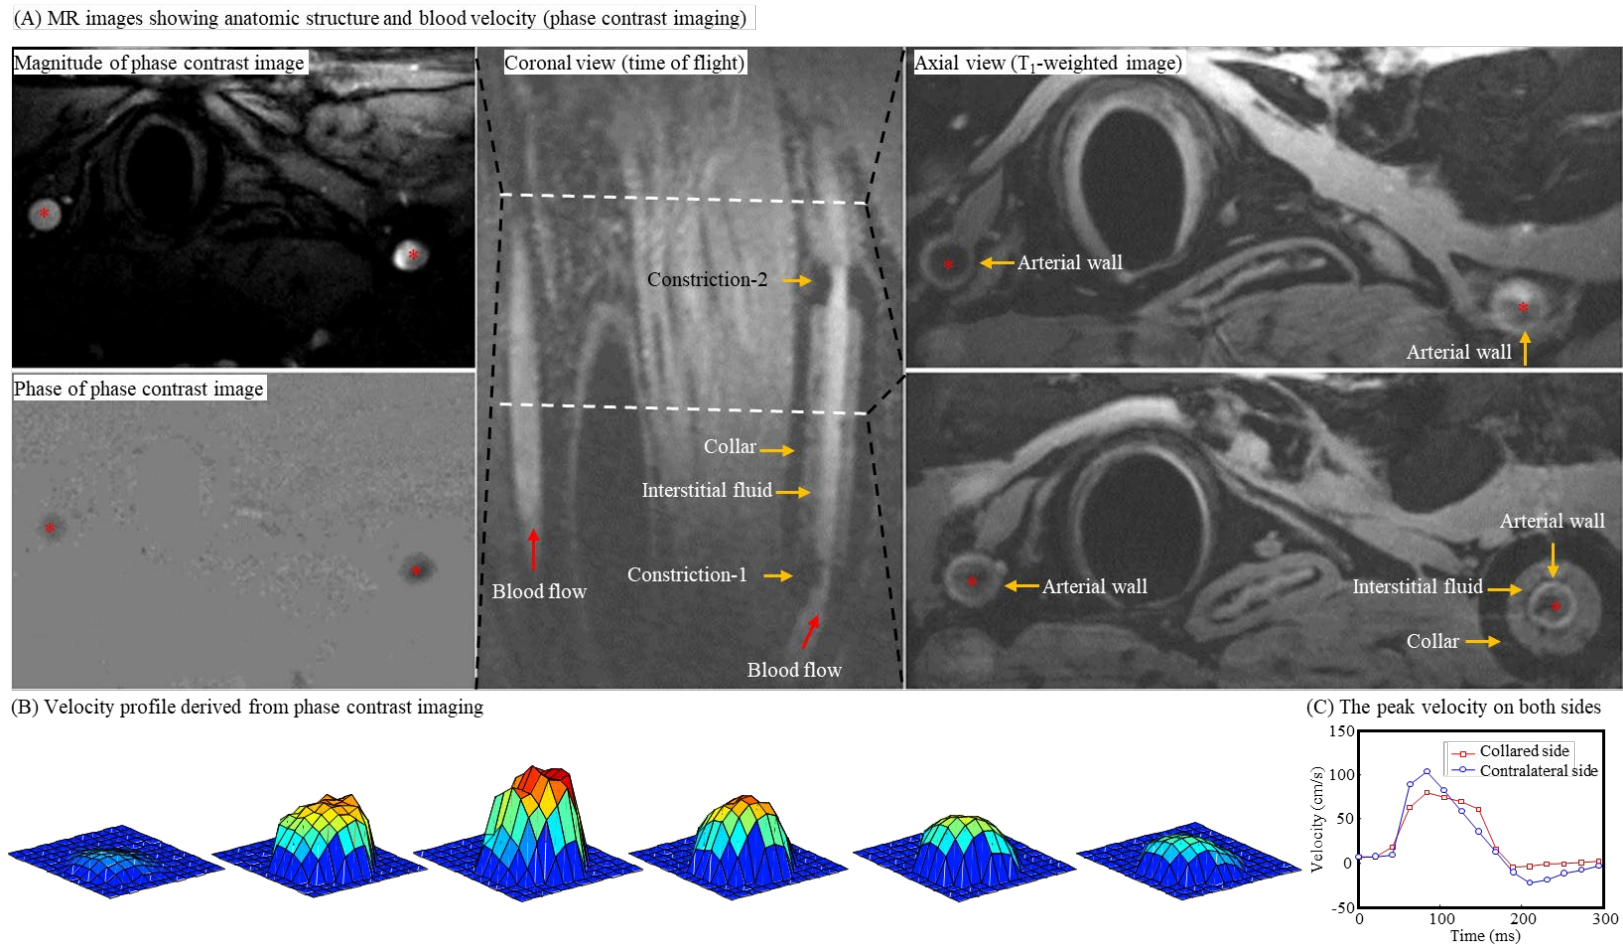 (A) MR images showing anatomic structure and blood velocity (phase contrast imaging)
Magnitude of phase contrast image
*
*
Phase of phase contrast image
*
*
Coronal view (time of flight)
Constriction-2
Collar
Interstitial fluid
Constriction-1
Blood flow
Blood flow
Axial view (T₁-weighted image)
*
Arterial wall
*
Arterial wall
Arterial wall
*
Arterial wall
Interstitial fluid
*
Collar
(B) Velocity profile derived from phase contrast imaging
(C) The peak velocity on both sides
Velocity (cm/s)
150
100
50
0
-50
Collared side
Contralateral side
0
100
200
300
Time (ms)